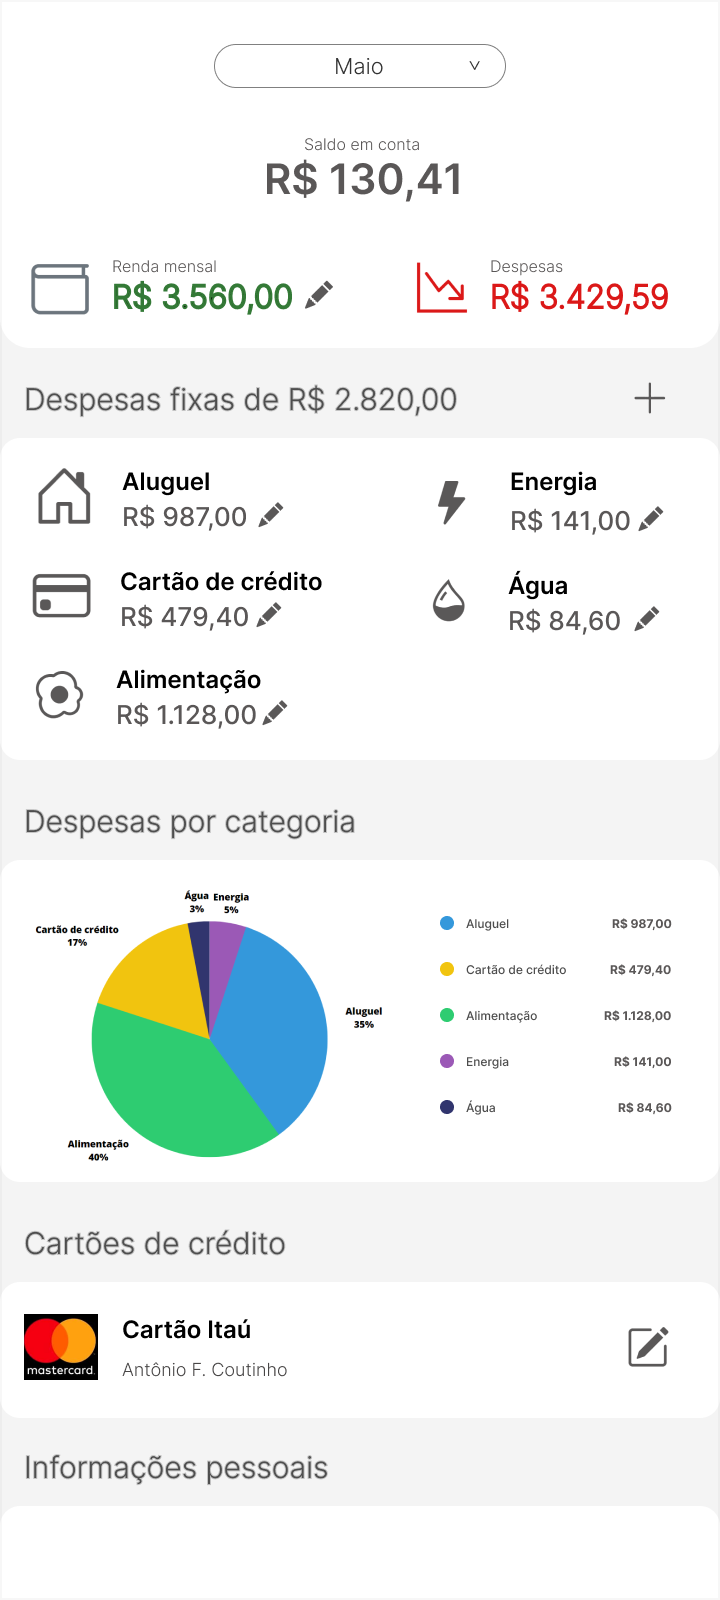 Maio
Saldo em conta
R$ 130,41
Renda mensal
R$ 3.560,00
Despesas
R$ 3.429,59
Despesas fixas de R$ 2.820,00
Aluguel
R$ 987,00
Energia
R$ 141,00
Cartão de crédito
R$ 479,40
Água
R$ 84,60
Alimentação
R$ 1.128,00
Despesas por categoria
Água
3%
Energia
5%
Cartão de crédito
17%
Aluguel
35%
Alimentação
40%
Aluguel R$ 987,00
Cartão de crédito R$ 479,40
Alimentação R$ 1.128,00
Energia R$ 141,00
Água R$ 84,60
Cartões de crédito
mastercard.
Cartão Itaú
Antônio F. Coutinho
Informações pessoais